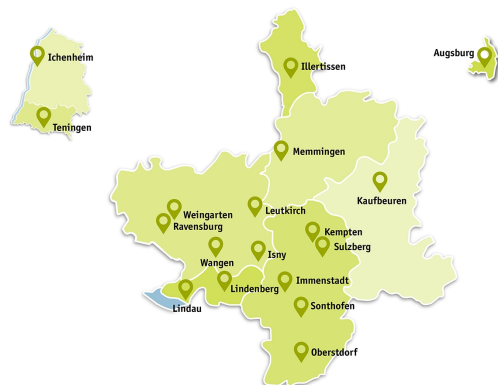 Ichenheim
Teningen
Illertissen
Augsburg
Memmingen
Kaufbeuren
Leutkirch
Weingarten
Ravensburg
Kempten
Sulzberg
Wangen
Isny
Lindenberg
Immenstadt
Lindau
Sonthofen
Oberstdorf